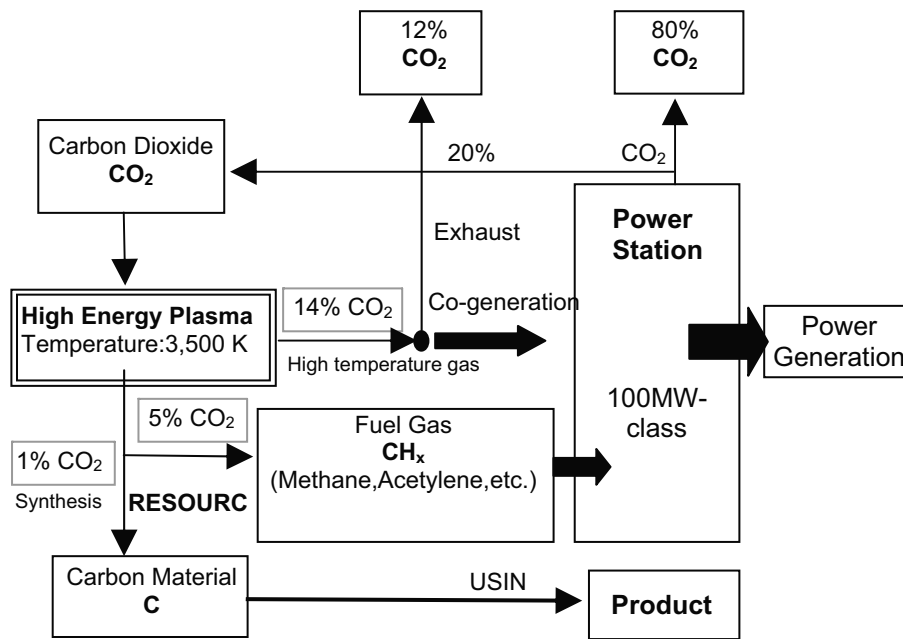 12%
CO₂
80%
CO₂
Carbon Dioxide
CO₂
20%
CO₂
Exhaust
Power
Station
High Energy Plasma
Temperature:3,500 K
14% CO₂
High temperature gas
Co-generation
Power
Generation
100MW-
class
5% CO₂
1% CO₂
Synthesis
RESOURC
Fuel Gas
CHₓ
(Methane,Acetylene,etc.)
Carbon Material
C
USIN
Product